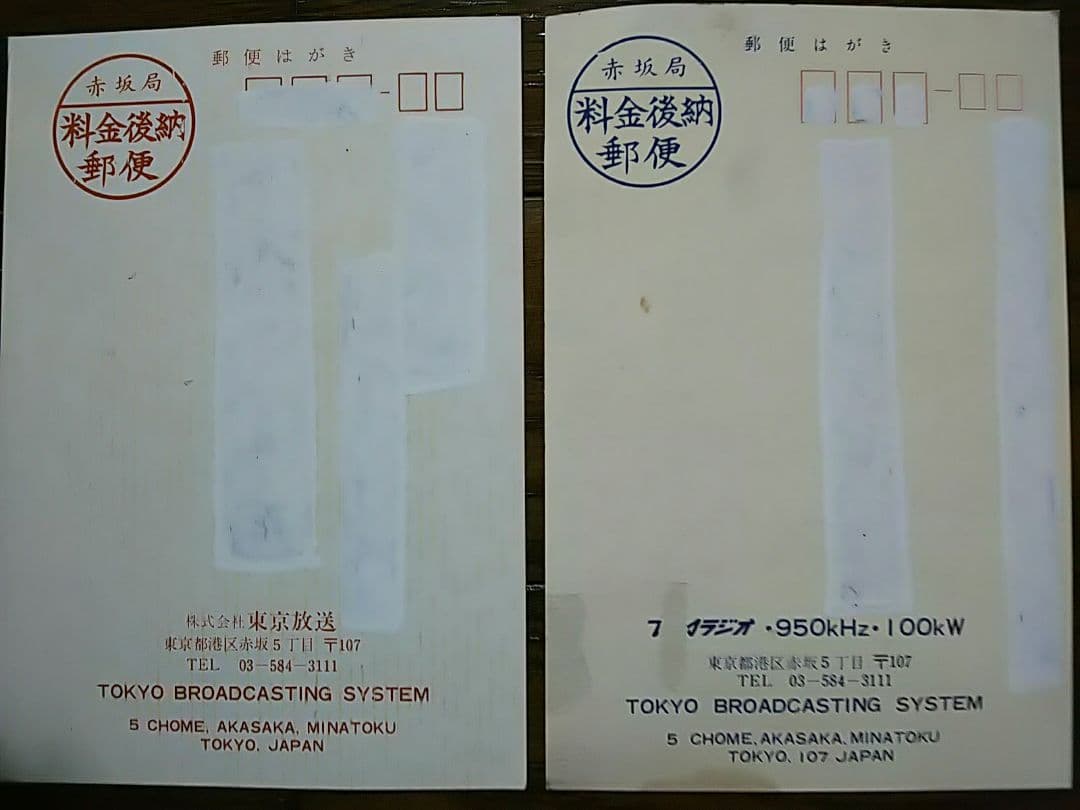 郵便はがき
赤坂局
料金後納
郵便
株式会社 東京放送
東京都港区赤坂5丁目 〒107
TEL 03-584-3111
TOKYO BROADCASTING SYSTEM
5 CHOME, AKASAKA, MINATOKU
TOKYO, JAPAN
郵便はがき
赤坂局
料金後納
郵便
ラジオ・950kHz・100kW
東京都港区赤坂5丁目 〒107
TEL 03-584-3111
TOKYO BROADCASTING SYSTEM
5 CHOME, AKASAKA, MINATOKU
TOKYO, 107 JAPAN